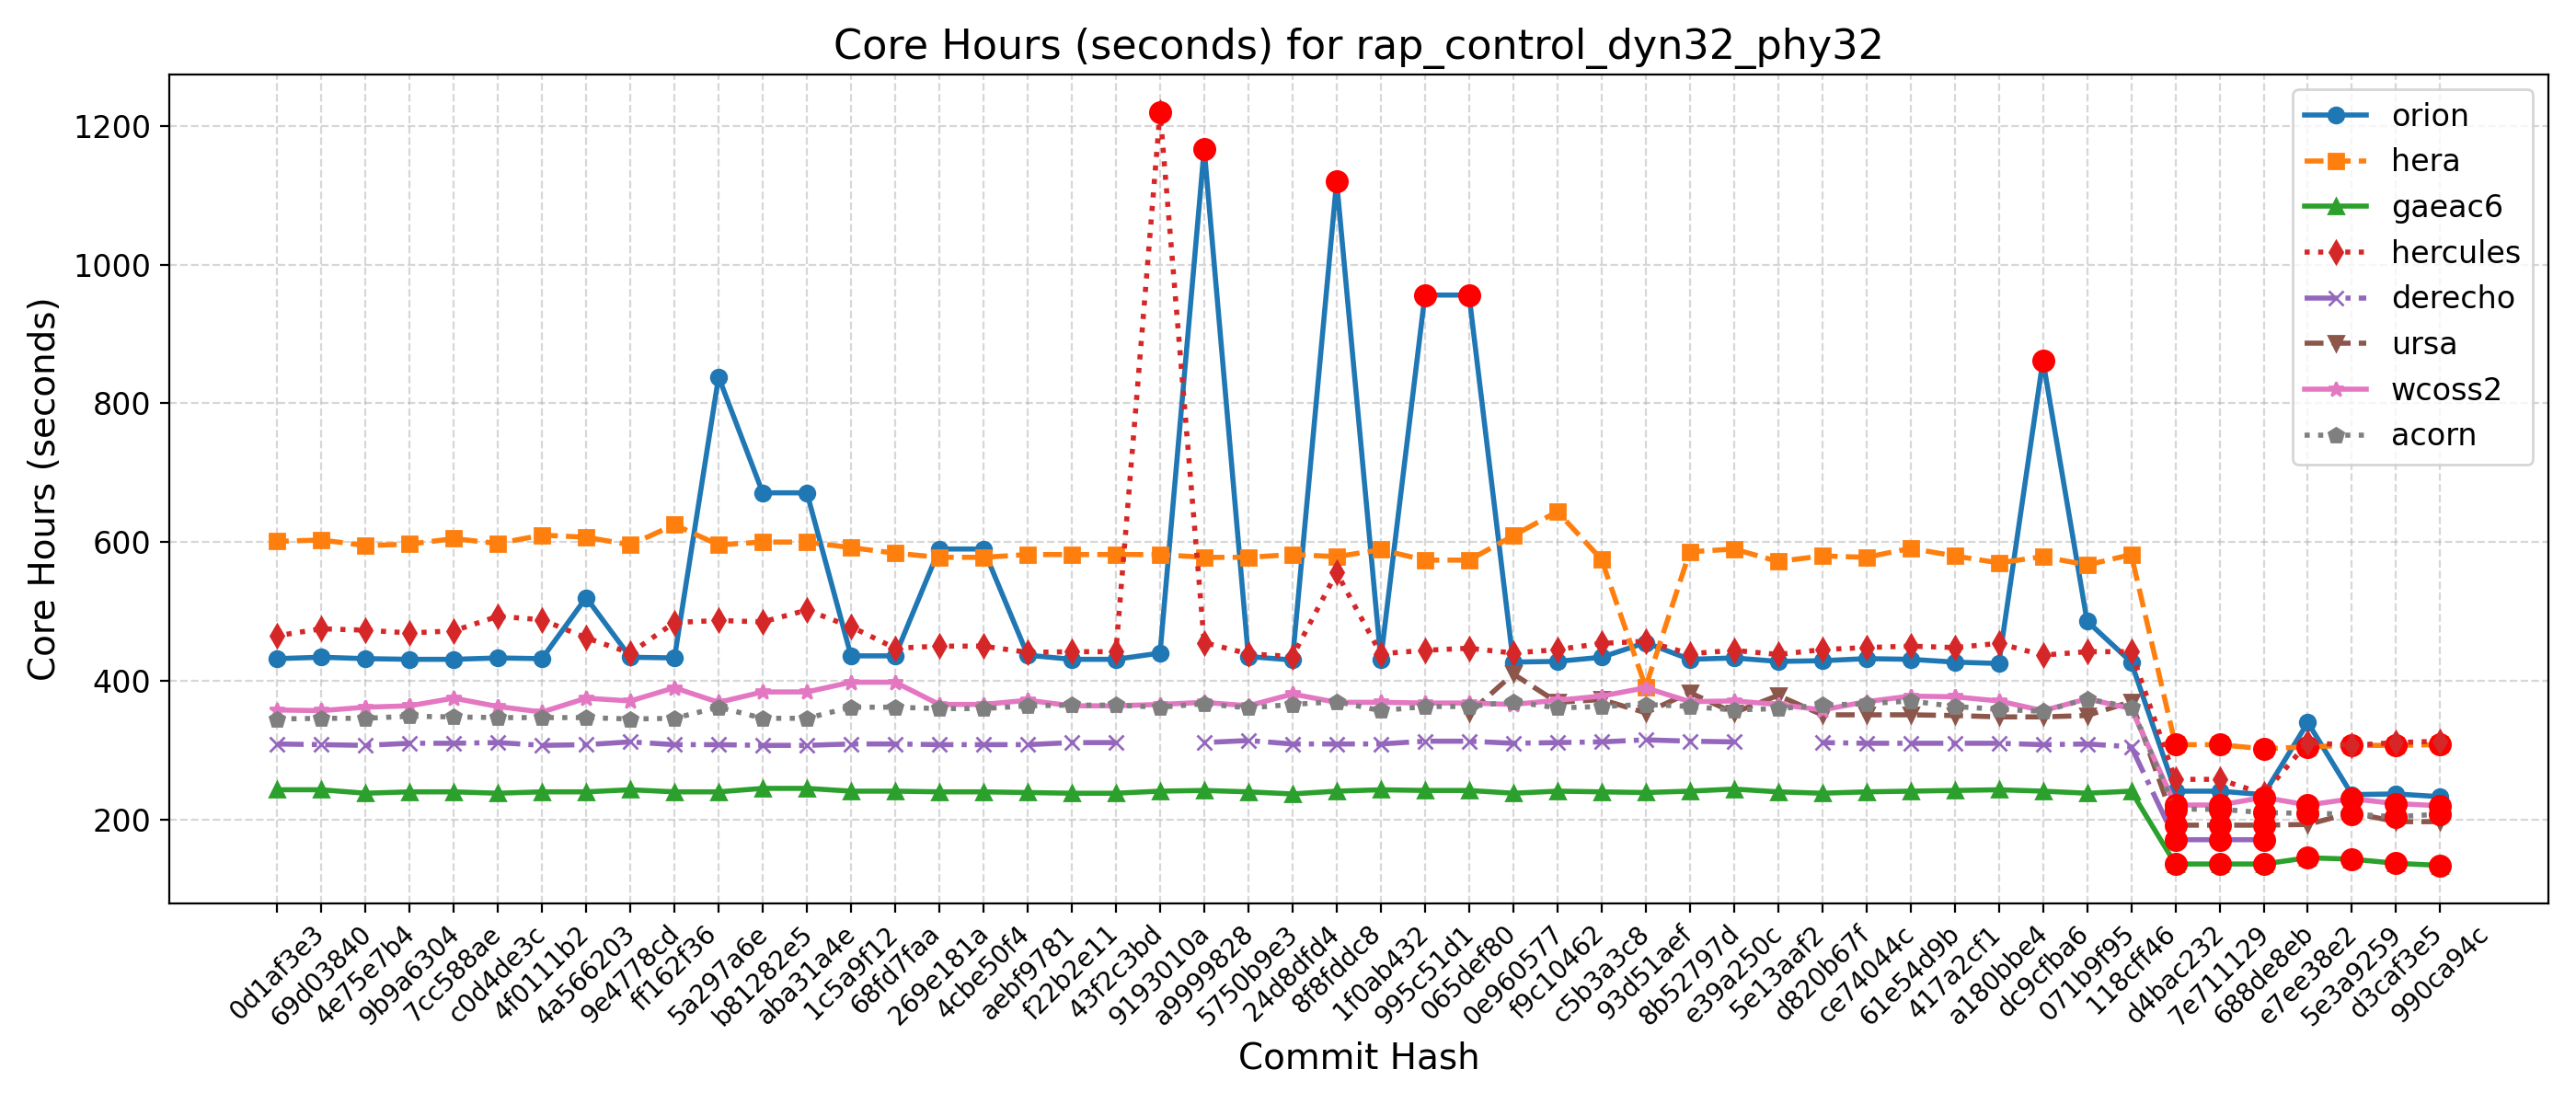 Core Hours (seconds) for rap_control_dyn32_phy32
Core Hours (seconds)
1200
1000
800
600
400
200
orion
hera
gaeac6
hercules
derecho
ursa
wcoss2
acorn
0d1af3e3
69d03840
4e75e7b4
9b9a6304
7cc588ae
c0d4de3c
4f0111b2
4a566203
9e4778cd
ff162f36
5a297a6e
b81282e5
aba31a4e
1c5a9f12
68fd7faa
269e181a
4cbe50f4
aebf9781
f22b2e11
43f2c3bd
9193010a
a9999828
5750b9e3
24d8dfd4
8f8fddc8
1f0ab432
995c51d1
065def80
0e960577
f9c10462
c5b3a3c8
93d51aef
8b52797d
e39a250c
5e13aaf2
d820b67f
ce74044c
61e54d9b
417a2cf1
a180bbe4
dc9cfba6
071b9f95
118cff46
d4bac232
7e711129
688de8eb
e7ee38e2
5e3a9259
d3caf3e5
990ca94c
Commit Hash